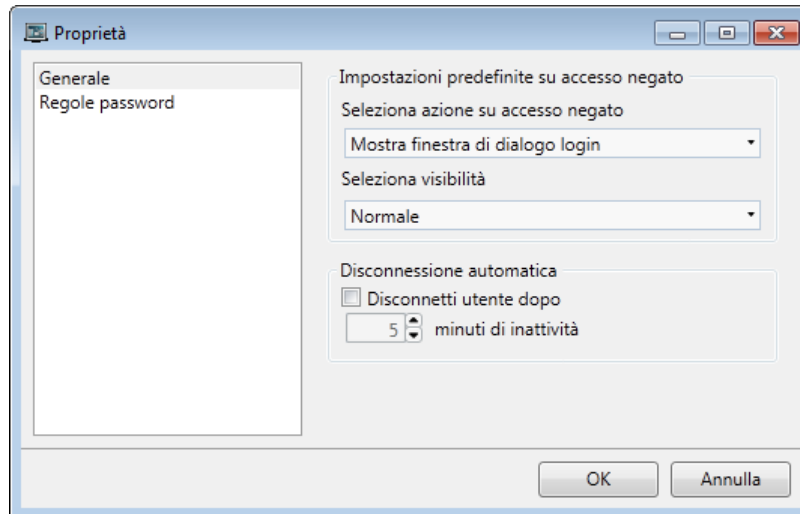 Proprietà
Generale
Regole password
Impostazioni predefinite su accesso negato
Seleziona azione su accesso negato
Mostra finestra di dialogo login
Seleziona visibilità
Normale
Disconnessione automatica
Disconnetti utente dopo
5 minuti di inattività
OK Annulla